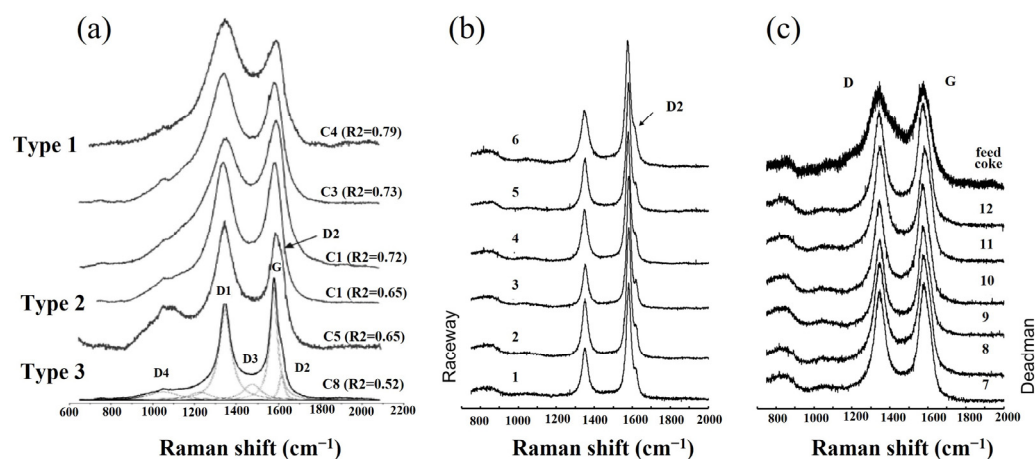 (a)
Type 1
C4 (R2=0.79)
C3 (R2=0.73)
D2
C1 (R2=0.72)
G
Type 2
D1
C1 (R2=0.65)
C5 (R2=0.65)
Type 3
D4
D3
D2
C8 (R2=0.52)
600 1000 1400 1600 1800 2000 2200
Raman shift (cm−1)
(b)
D2
6
5
4
3
2
1
Raceway
800 1000 1200 1400 1600 1800 2000
Raman shift (cm−1)
(c)
D G
feed
coke
12
11
10
9
8
7
Deadman
800 1000 1200 1400 1600 1800 2000
Raman shift (cm−1)